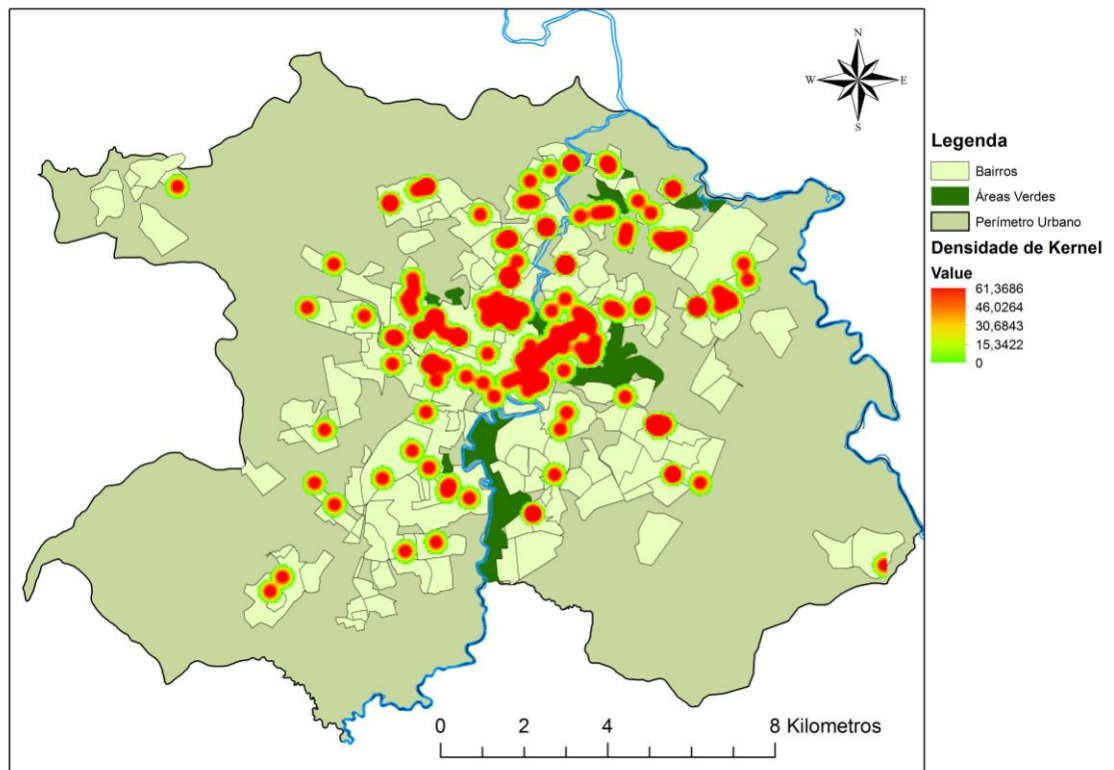 N
W E
S
Legenda
Bairros
Áreas Verdes
Perímetro Urbano
Densidade de Kernel
Value
61,3686
46,0264
30,6843
15,3422
0
0 2 4 8 Kilometros